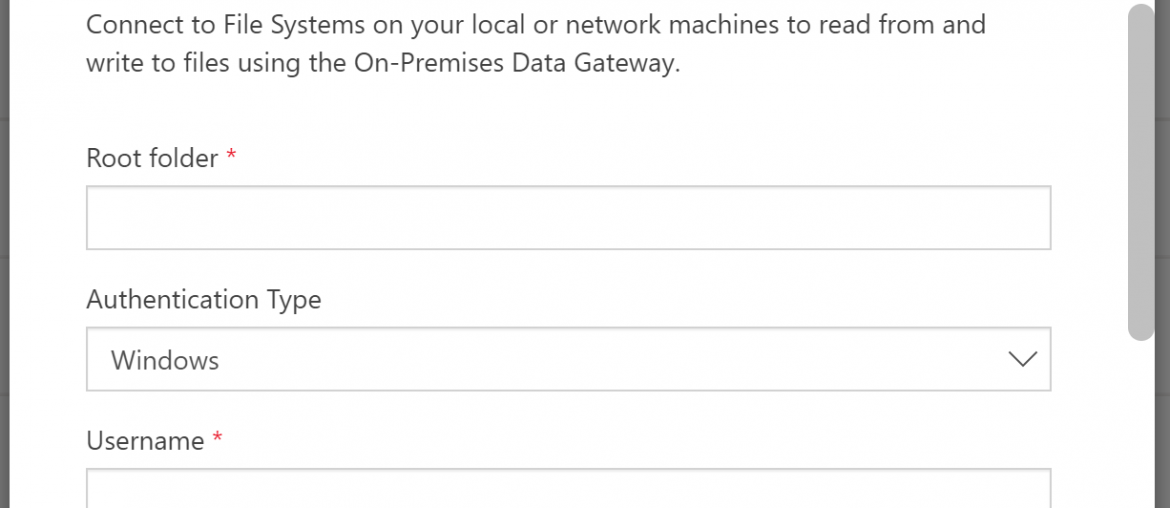 Connect to File Systems on your local or network machines to read from and
write to files using the On-Premises Data Gateway.
Root folder *
Authentication Type
Windows
Username *